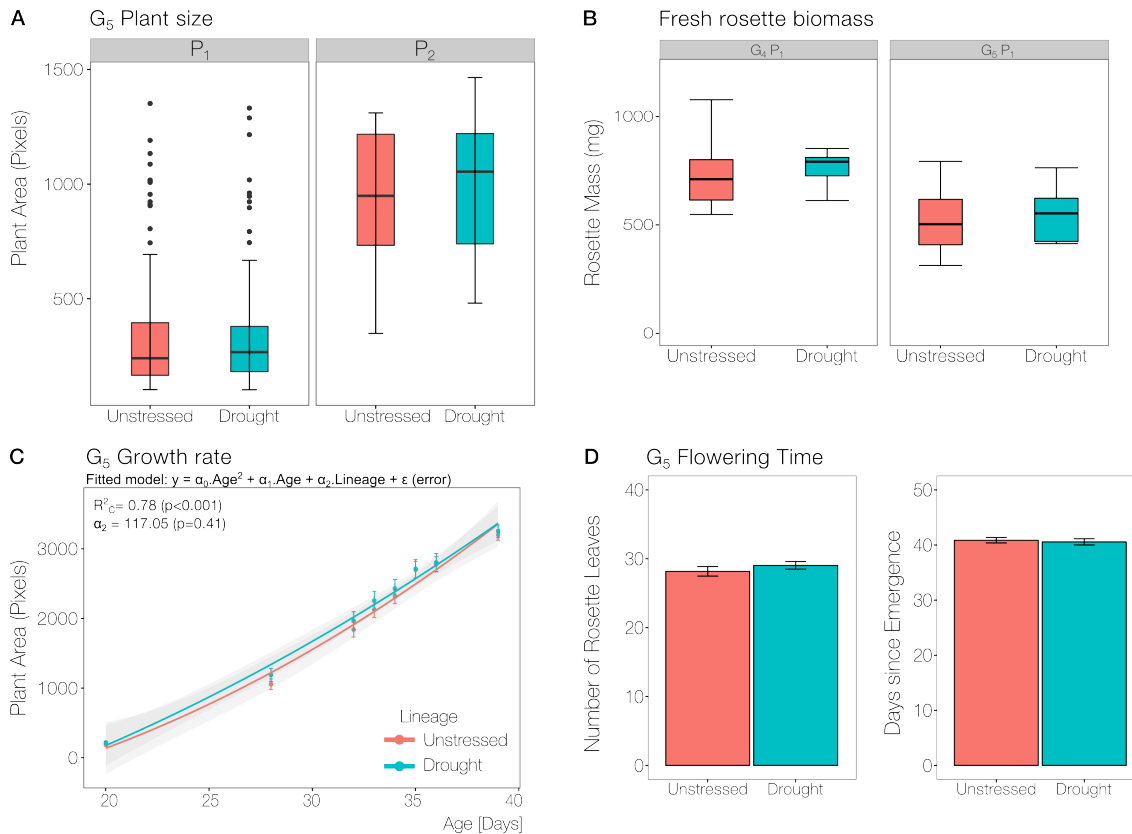 A
G₅ Plant size
P₁
P₂
Plant Area (Pixels)
1500
1000
500
Unstressed
Drought
Unstressed
Drought
B
Fresh rosette biomass
G₄ P₁
G₅ P₁
Rosette Mass (mg)
1000
500
0
Unstressed
Drought
Unstressed
Drought
C
G₅ Growth rate
Fitted model: y = α₀.Age² + α₁.Age + α₂.Lineage + ε (error)
R²C= 0.78 (p<0.001)
α₂ = 117.05 (p=0.41)
Plant Area (Pixels)
3000
2000
1000
0
Lineage
Unstressed
Drought
20
25
30
35
40
Age [Days]
D
G₅ Flowering Time
Number of Rosette Leaves
40
30
20
10
0
Unstressed
Drought
Days since Emergence
50
40
30
20
10
0
Unstressed
Drought